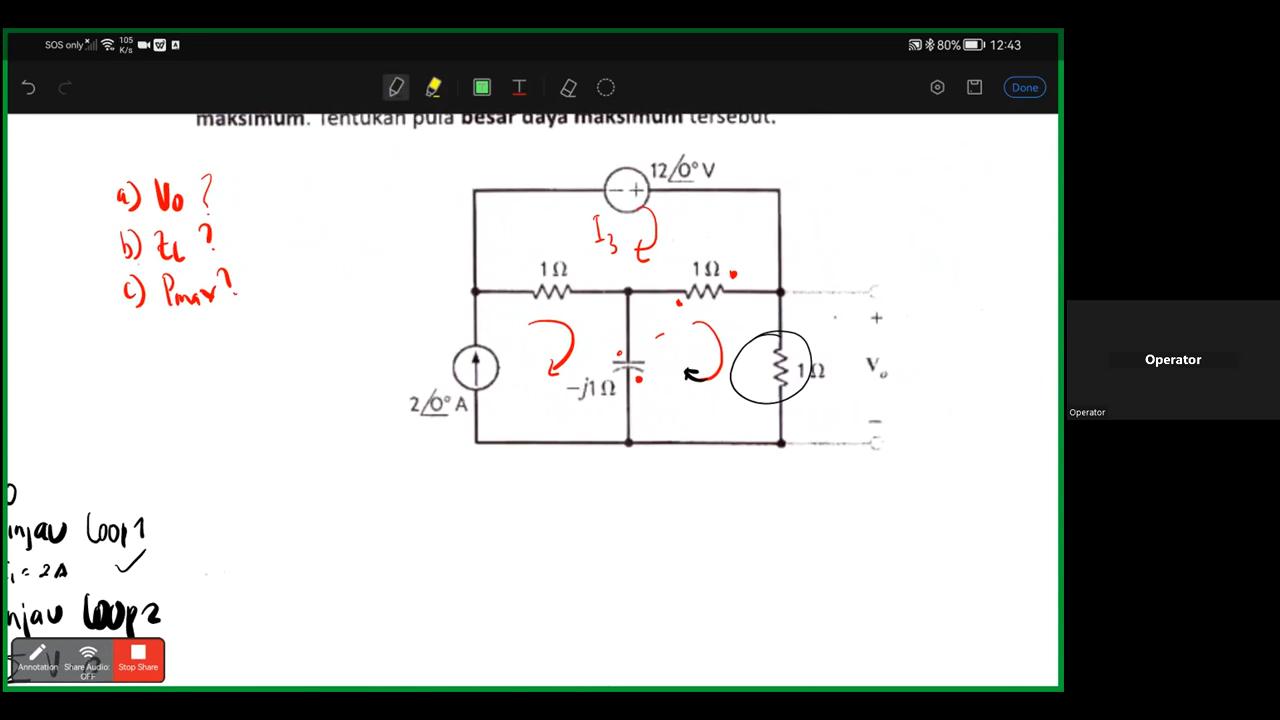 SOS only 105 K/s 80% 12:43
T Done
maksimum. Tentukan pula besar daya maksimum tersebut.
a) Vo ?
b) ZL ?
c) Pmax?
12/0° V
− +
I3
1 Ω
1 Ω
+
1 Ω
Vo
−j1 Ω
2/0° A
−
injau loop 1
= 2A
injau loop 2
Annotation
Share Audio: OFF
Stop Share
Operator
Operator